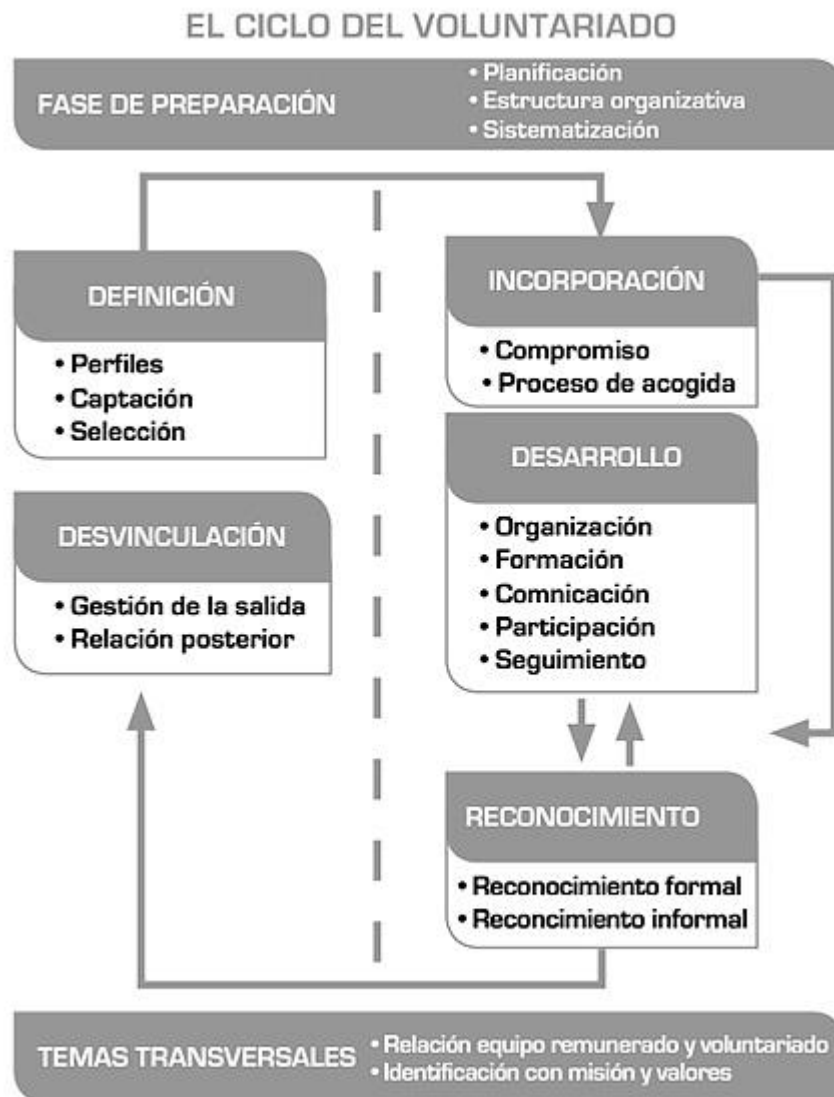 EL CICLO DEL VOLUNTARIADO
FASE DE PREPARACIÓN
• Planificación
• Estructura organizativa
• Sistematización
DEFINICIÓN
• Perfiles
• Captación
• Selección
INCORPORACIÓN
• Compromiso
• Proceso de acogida
DESARROLLO
• Organización
• Formación
• Comnicación
• Participación
• Seguimiento
DESVINCULACIÓN
• Gestión de la salida
• Relación posterior
RECONOCIMIENTO
• Reconocimiento formal
• Reconcimiento informal
TEMAS TRANSVERSALES
• Relación equipo remunerado y voluntariado
• Identificación con misión y valores